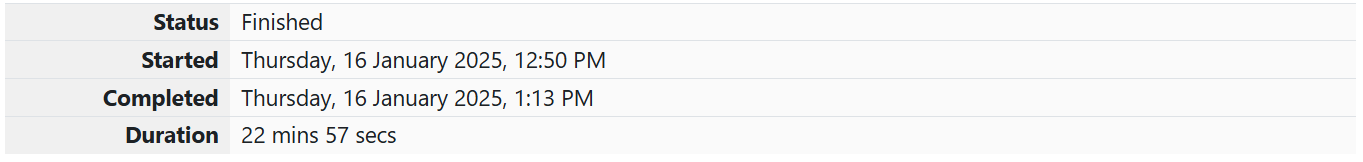 Status Finished
Started Thursday, 16 January 2025, 12:50 PM
Completed Thursday, 16 January 2025, 1:13 PM
Duration 22 mins 57 secs